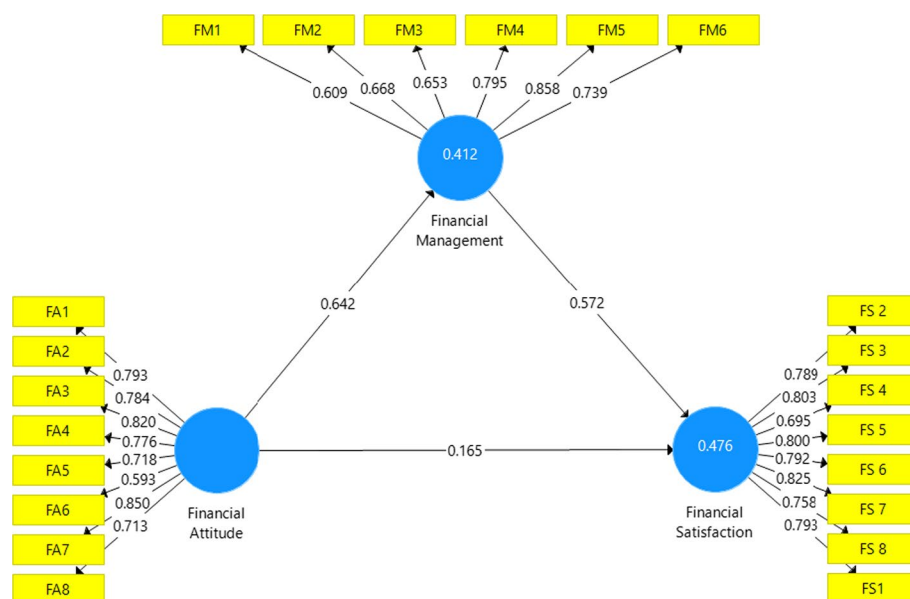 FM1
FM2
FM3
FM4
FM5
FM6
0.609
0.668
0.653
0.795
0.858
0.739
0.412
Financial
Management
0.642
0.572
FA1
FA2
FA3
FA4
FA5
FA6
FA7
FA8
0.793
0.784
0.820
0.776
0.718
0.593
0.850
0.713
Financial
Attitude
0.165
0.476
Financial
Satisfaction
0.789
0.803
0.695
0.800
0.792
0.825
0.758
0.793
FS 2
FS 3
FS 4
FS 5
FS 6
FS 7
FS 8
FS1